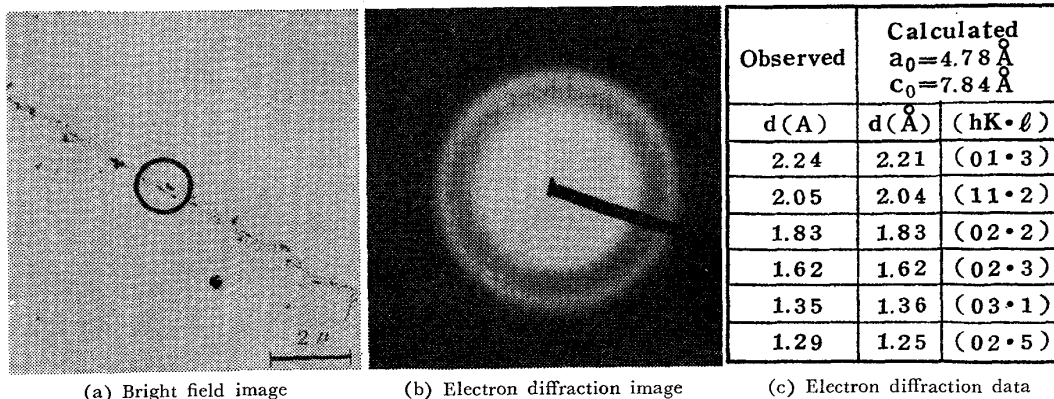 2 μ
(a) Bright field image
(b) Electron diffraction image
Observed
Calculated
a₀=4.78 Å
c₀=7.84 Å
d(A) d(Å) (hK•ℓ)
2.24 2.21 (01•3)
2.05 2.04 (11•2)
1.83 1.83 (02•2)
1.62 1.62 (02•3)
1.35 1.36 (03•1)
1.29 1.25 (02•5)
(c) Electron diffraction data